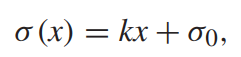 σ (x) = kx + σ₀,